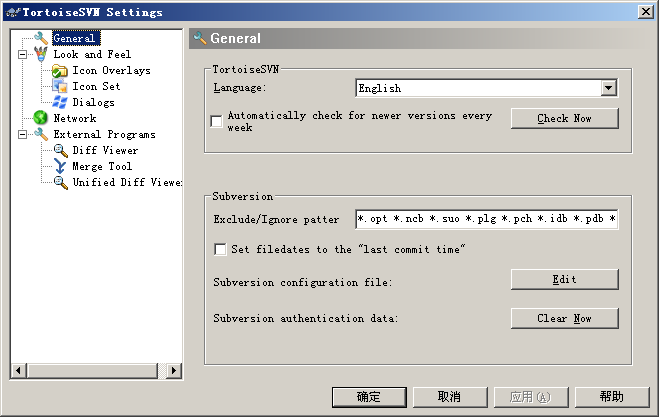 TortoiseSVN Settings
General
Look and Feel
Icon Overlays
Icon Set
Dialogs
Network
External Programs
Diff Viewer
Merge Tool
Unified Diff Viewe
General
TortoiseSVN
Language:
English
Automatically check for newer versions every
week
Check Now
Subversion
Exclude/Ignore patter
*.opt *.ncb *.suo *.plg *.pch *.idb *.pdb *
Set filedates to the "last commit time"
Subversion configuration file:
Edit
Subversion authentication data:
Clear Now
确定
取消
应用(A)
帮助